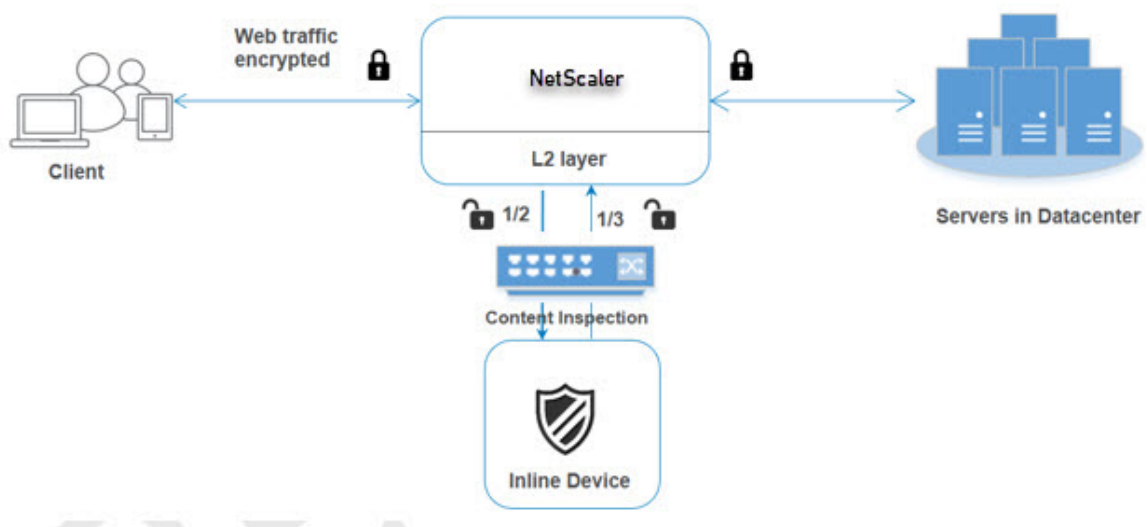 Web traffic
encrypted
NetScaler
L2 layer
Client
1/2
1/3
Servers in Datacenter
Content Inspection
Inline Device